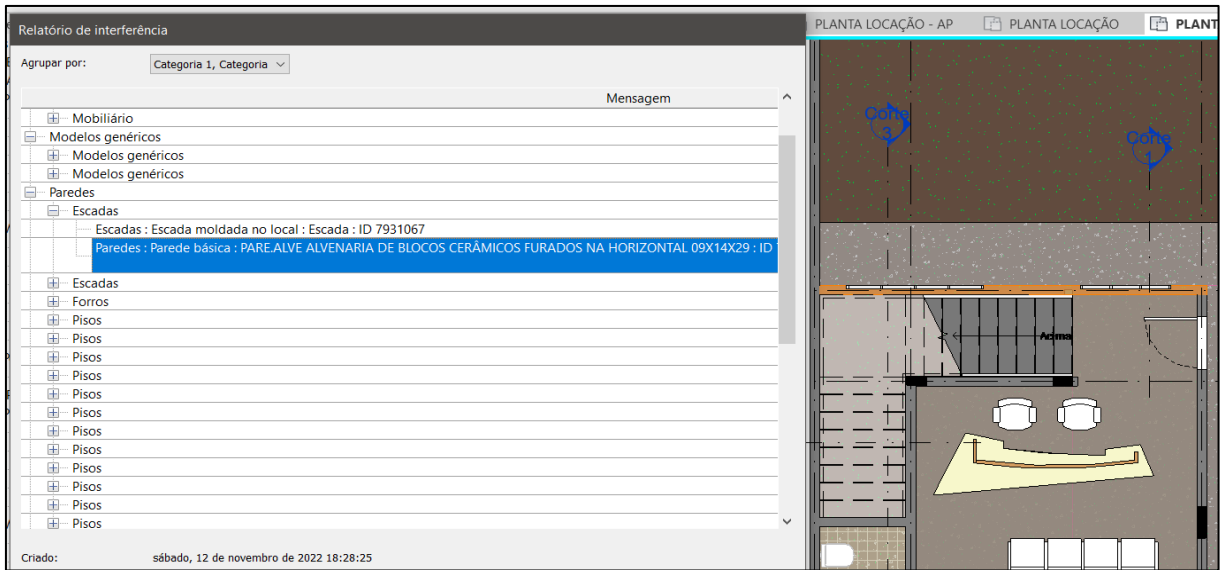 Relatório de interferência
Agrupar por:
Categoria 1, Categoria
Mensagem
Mobiliário
Modelos genéricos
Modelos genéricos
Modelos genéricos
Paredes
Escadas
Escadas : Escada moldada no local : Escada : ID 7931067
Paredes : Parede básica : PARE.ALVE ALVENARIA DE BLOCOS CERÂMICOS FURADOS NA HORIZONTAL 09X14X29 : ID
Escadas
Forros
Pisos
Pisos
Pisos
Pisos
Pisos
Pisos
Pisos
Pisos
Pisos
Pisos
Pisos
Pisos
Criado:
sábado, 12 de novembro de 2022 18:28:25
PLANTA LOCAÇÃO - AP
PLANTA LOCAÇÃO
PLANT
Corte
3
Corte
1
Acima